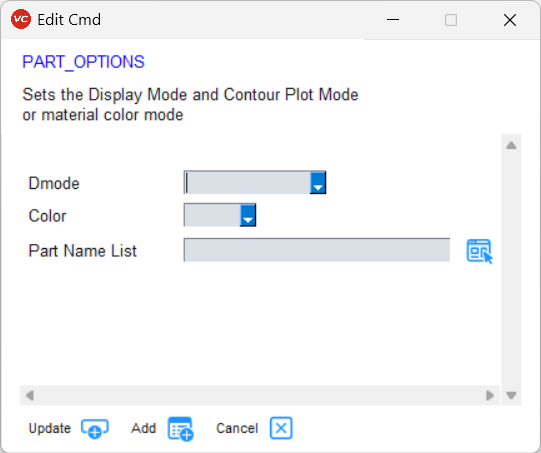 VC Edit Cmd
PART_OPTIONS
Sets the Display Mode and Contour Plot Mode
or material color mode
Dmode
Color
Part Name List
Update Add Cancel